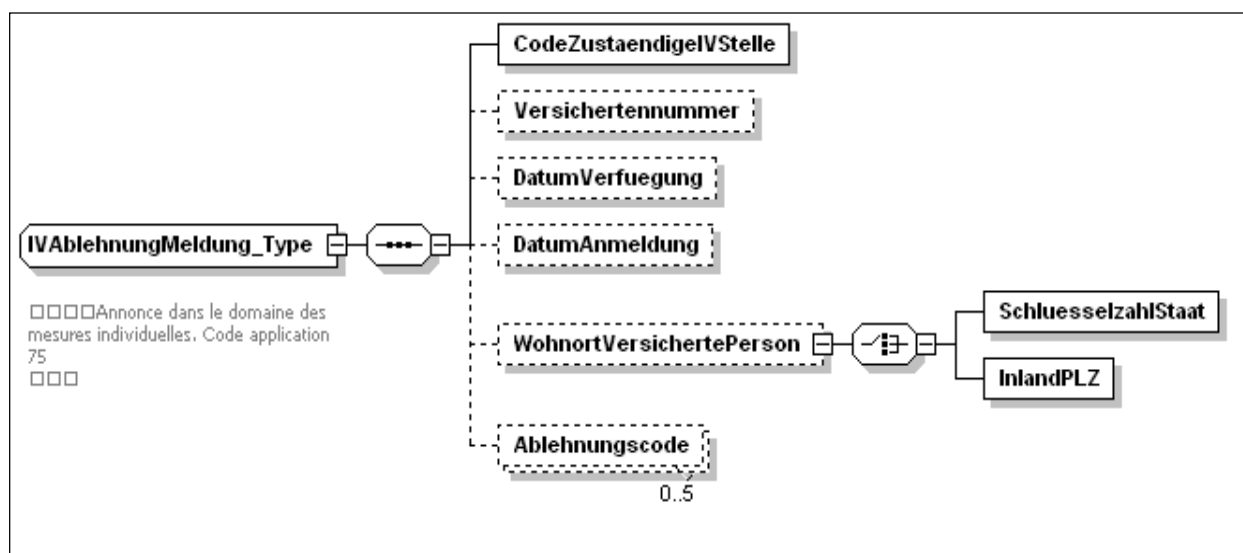 CodeZustaendigeIVStelle
Versichertennummer
DatumVerfuegung
IVAblehnungMeldung_Type
DatumAnmeldung
□□□□Annonce dans le domaine des
mesures individuelles. Code application
75
□□□
WohnortVersichertePerson
SchluesselzahlStaat
InlandPLZ
Ablehnungscode
0..5